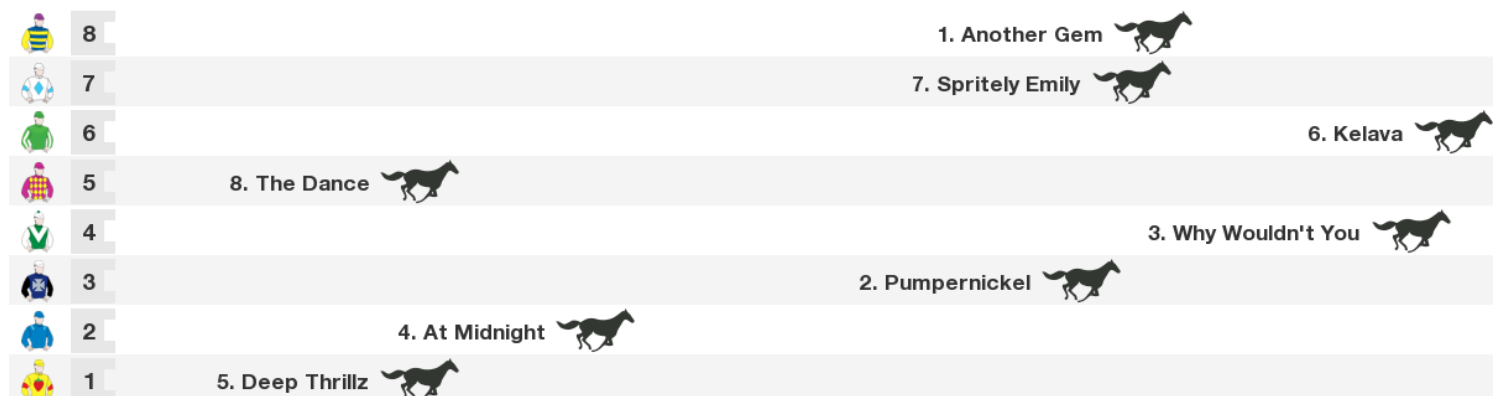 8 1. Another Gem
7 7. Spritely Emily
6 6. Kelava
5 8. The Dance
4 3. Why Wouldn't You
3 2. Pumpernickel
2 4. At Midnight
1 5. Deep Thrillz